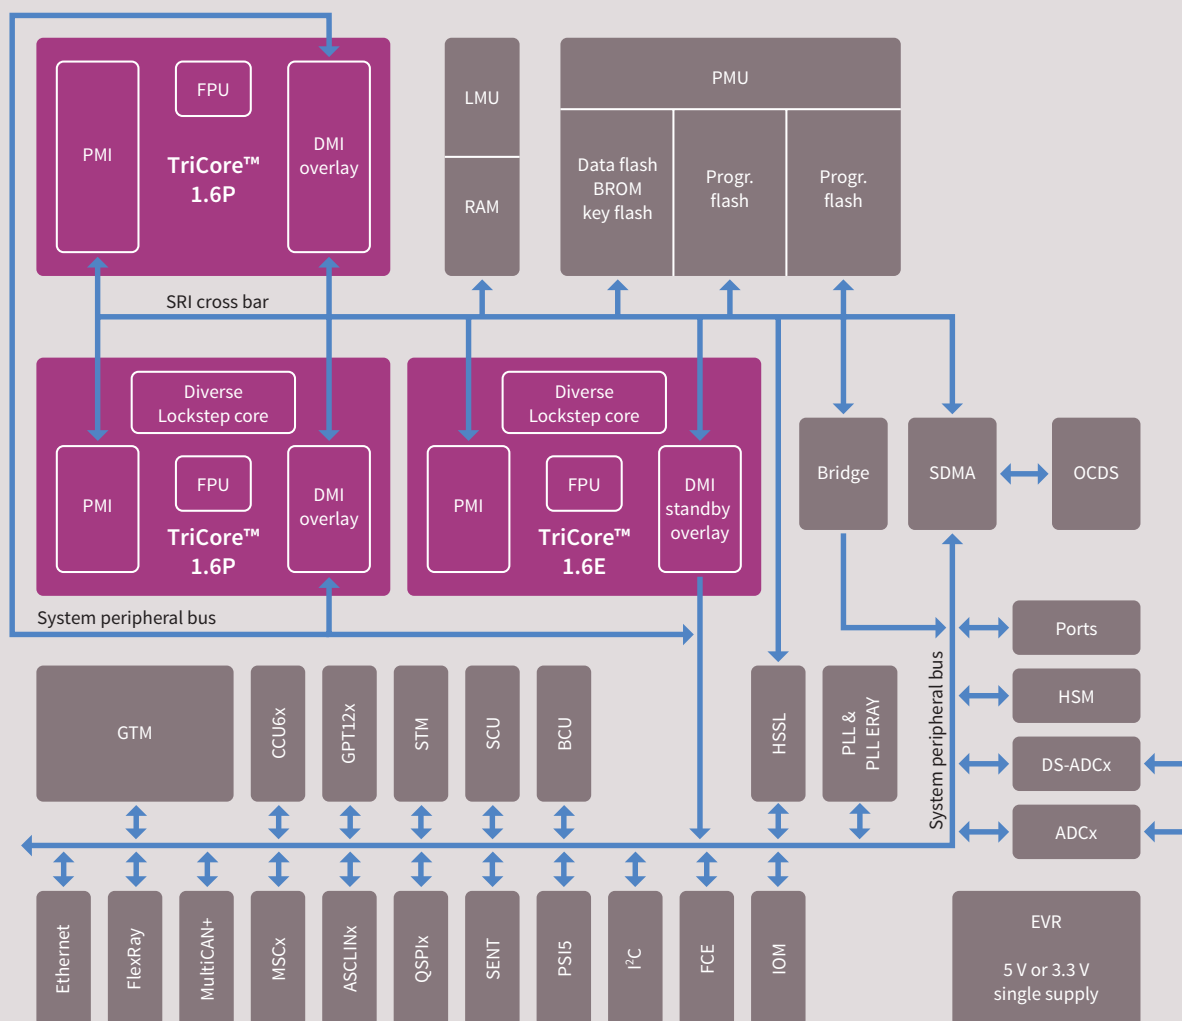 FPU
PMI
DMI
overlay
TriCore™
1.6P
LMU
RAM
PMU
Data flash
BROM
key flash
Progr.
flash
Progr.
flash
SRI cross bar
Diverse
Lockstep core
PMI
FPU
DMI
overlay
TriCore™
1.6P
Diverse
Lockstep core
PMI
FPU
DMI
standby
overlay
TriCore™
1.6E
Bridge
SDMA
OCDS
System peripheral bus
Ports
HSM
DS-ADCx
ADCx
System peripheral bus
GTM
CCU6x
GPT12x
STM
SCU
BCU
HSSL
PLL &
PLL ERAY
Ethernet
FlexRay
MultiCAN+
MSCx
ASCLINx
QSPIx
SENT
PSI5
I²C
FCE
IOM
EVR
5 V or 3.3 V
single supply